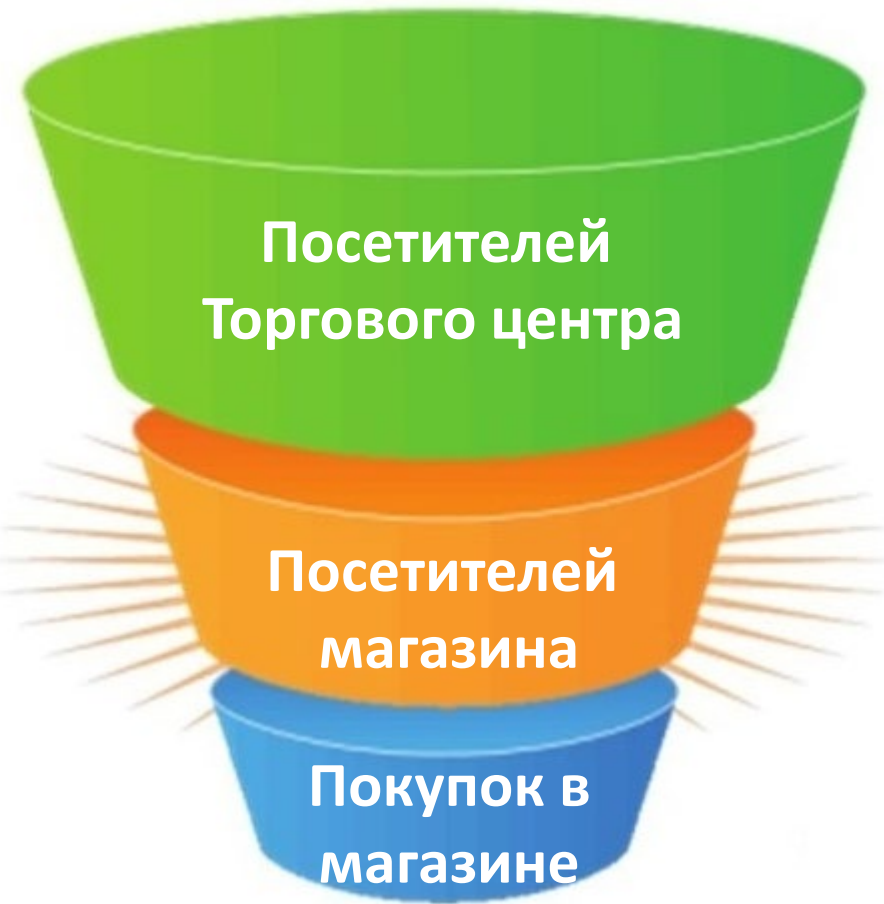 Посетителей
Торгового центра
Посетителей
магазина
Покупок в
магазине